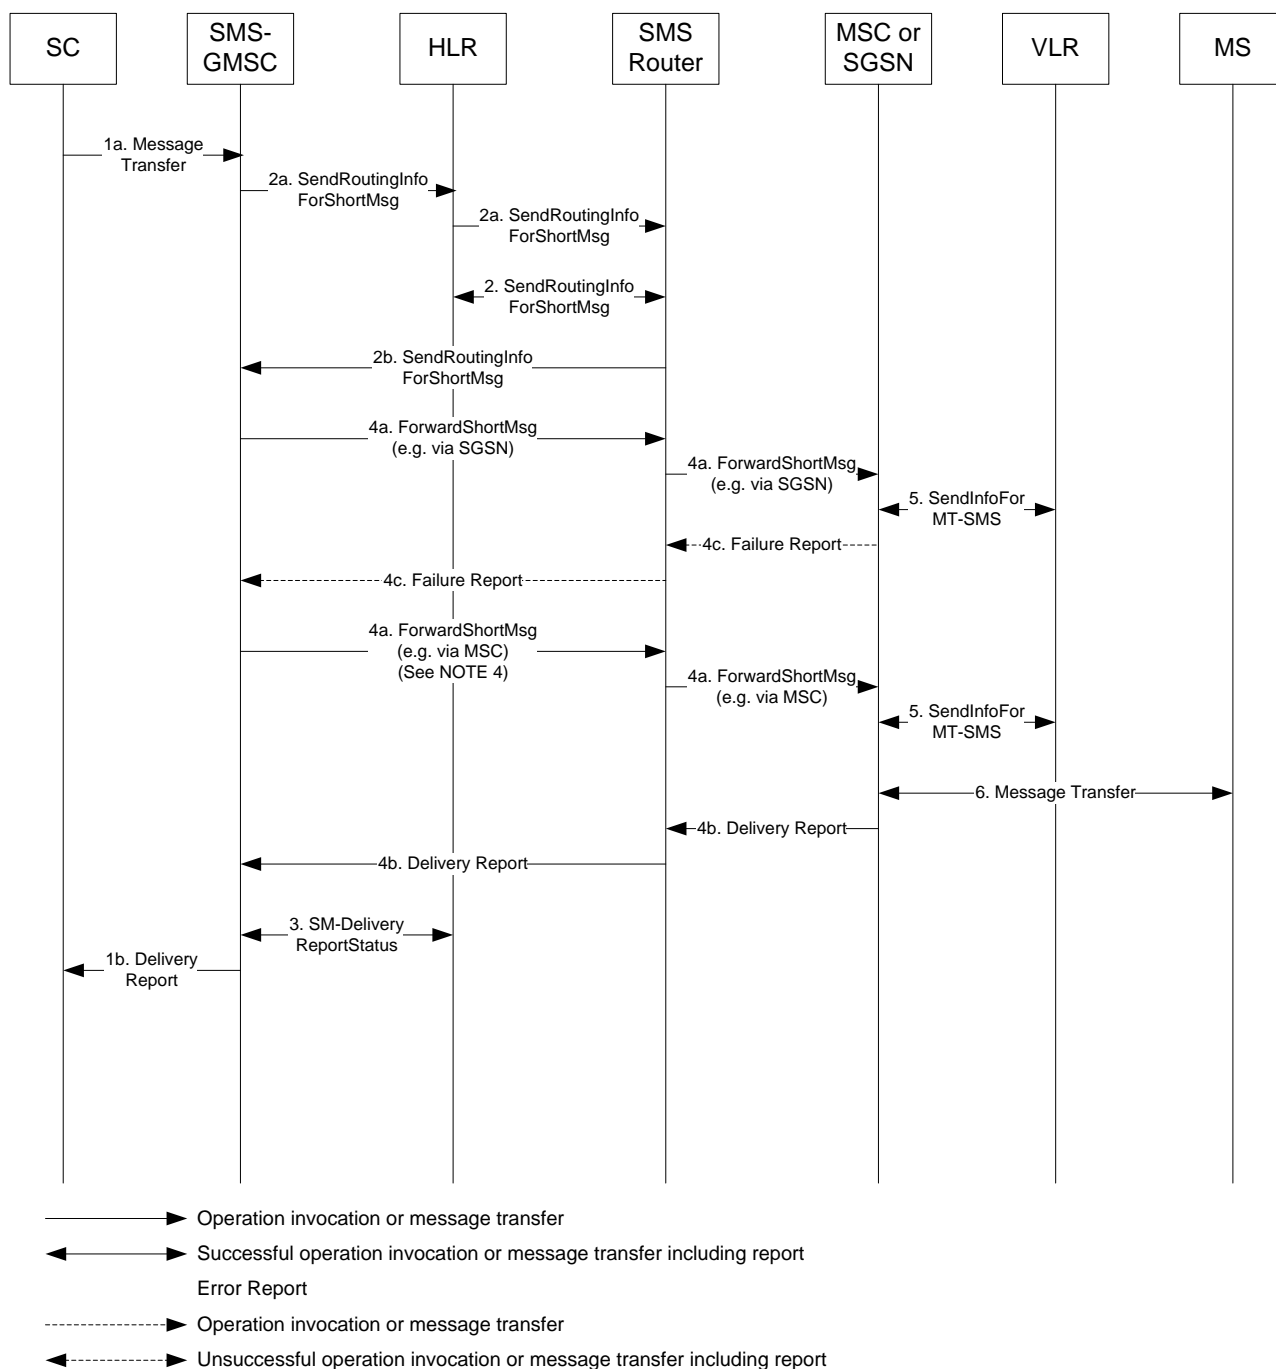 SC
SMS-
GMSC
HLR
SMS
Router
MSC or
SGSN
VLR
MS
1a. Message
Transfer
2a. SendRoutingInfo
ForShortMsg
2a. SendRoutingInfo
ForShortMsg
2. SendRoutingInfo
ForShortMsg
2b. SendRoutingInfo
ForShortMsg
4a. ForwardShortMsg
(e.g. via SGSN)
4a. ForwardShortMsg
(e.g. via SGSN)
5. SendInfoFor
MT-SMS
4c. Failure Report
4c. Failure Report
4a. ForwardShortMsg
(e.g. via MSC)
(See NOTE 4)
4a. ForwardShortMsg
(e.g. via MSC)
5. SendInfoFor
MT-SMS
6. Message Transfer
4b. Delivery Report
4b. Delivery Report
3. SM-Delivery
ReportStatus
1b. Delivery
Report
Operation invocation or message transfer
Successful operation invocation or message transfer including report
Error Report
Operation invocation or message transfer
Unsuccessful operation invocation or message transfer including report